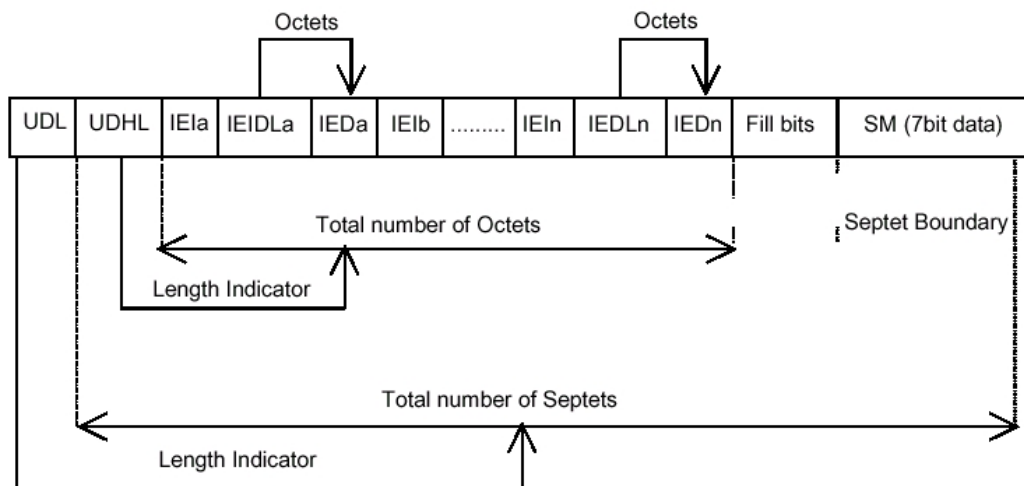 Octets Octets
UDL UDHL IEIa IEIDLa IEDa IEIb ......... IEIn IEDLn IEDn Fill bits SM (7bit data)
Total number of Octets
Septet Boundary
Length Indicator
Total number of Septets
Length Indicator